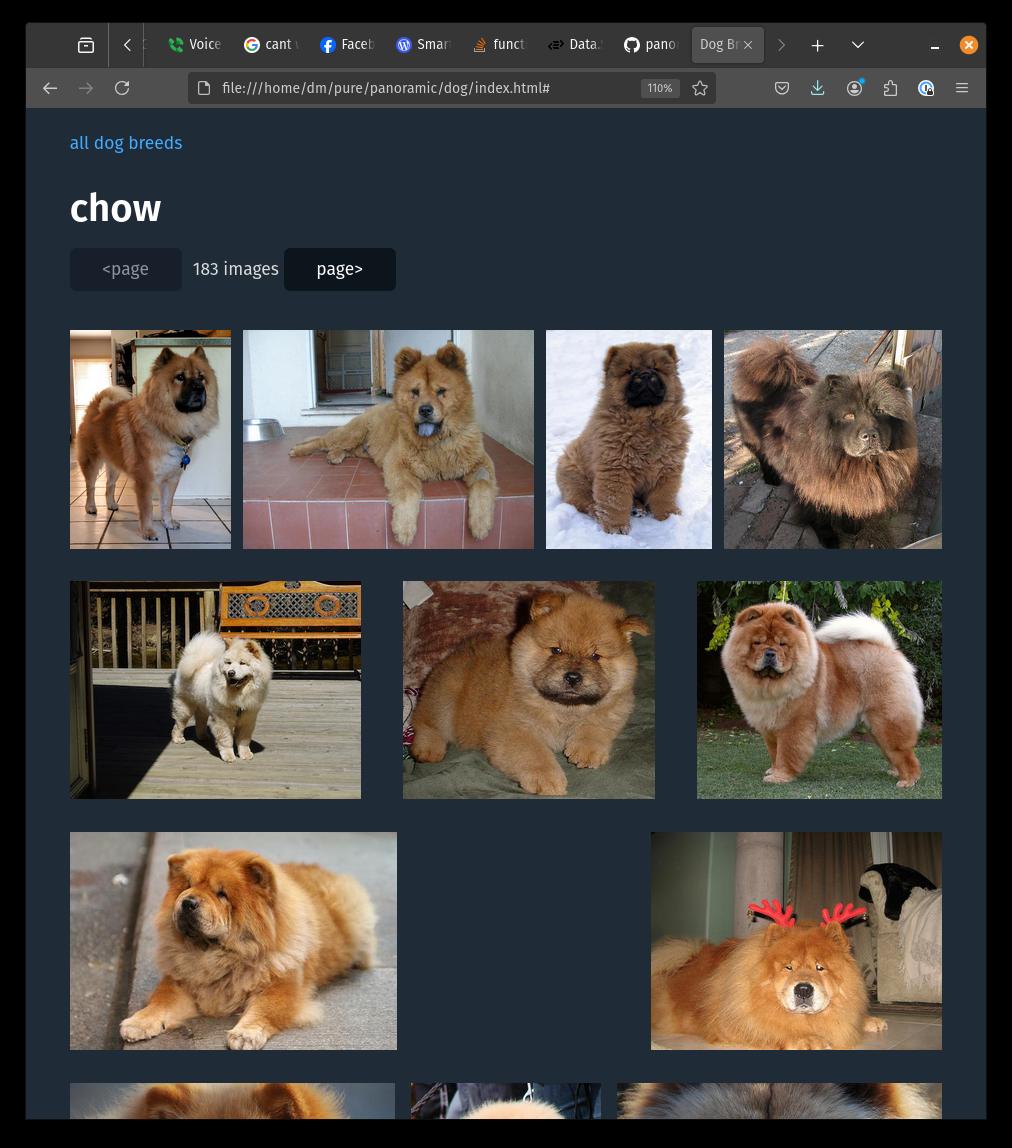 Voice
cant
Faceb
Smar
funct
Data.
pano
Dog Br
file:///home/dm/pure/panoramic/dog/index.html#
110%
all dog breeds
chow
<page 183 images page>